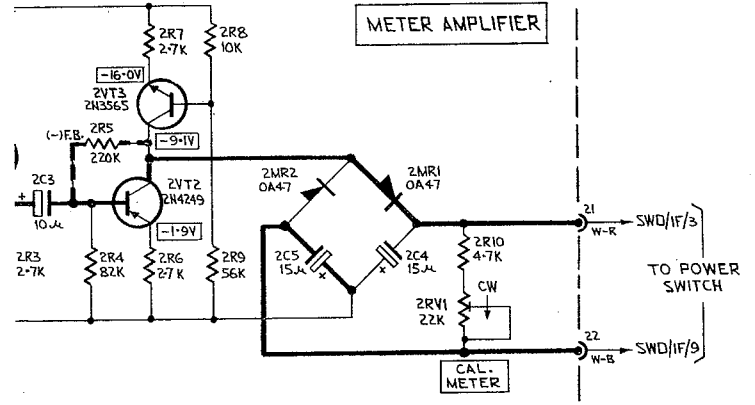 METER AMPLIFIER
2R7
2·7K
2R8
10K
-16·0V
2VT3
2N3565
(-)F.B.
2R5
220K
-9·1V
2MR2
OA47
2MR1
OA47
2C3
+
10µ
2VT2
2N4249
-1·9V
2R3
2·7K
2R4
82K
2R6
2·7K
2R9
56K
2C5
15µ
+
2C4
15µ
+
2R10
4·7K
CW
2RV1
22K
21
W-R
SWD/1F/3
TO POWER
SWITCH
22
W-B
SWD/1F/9
CAL.
METER